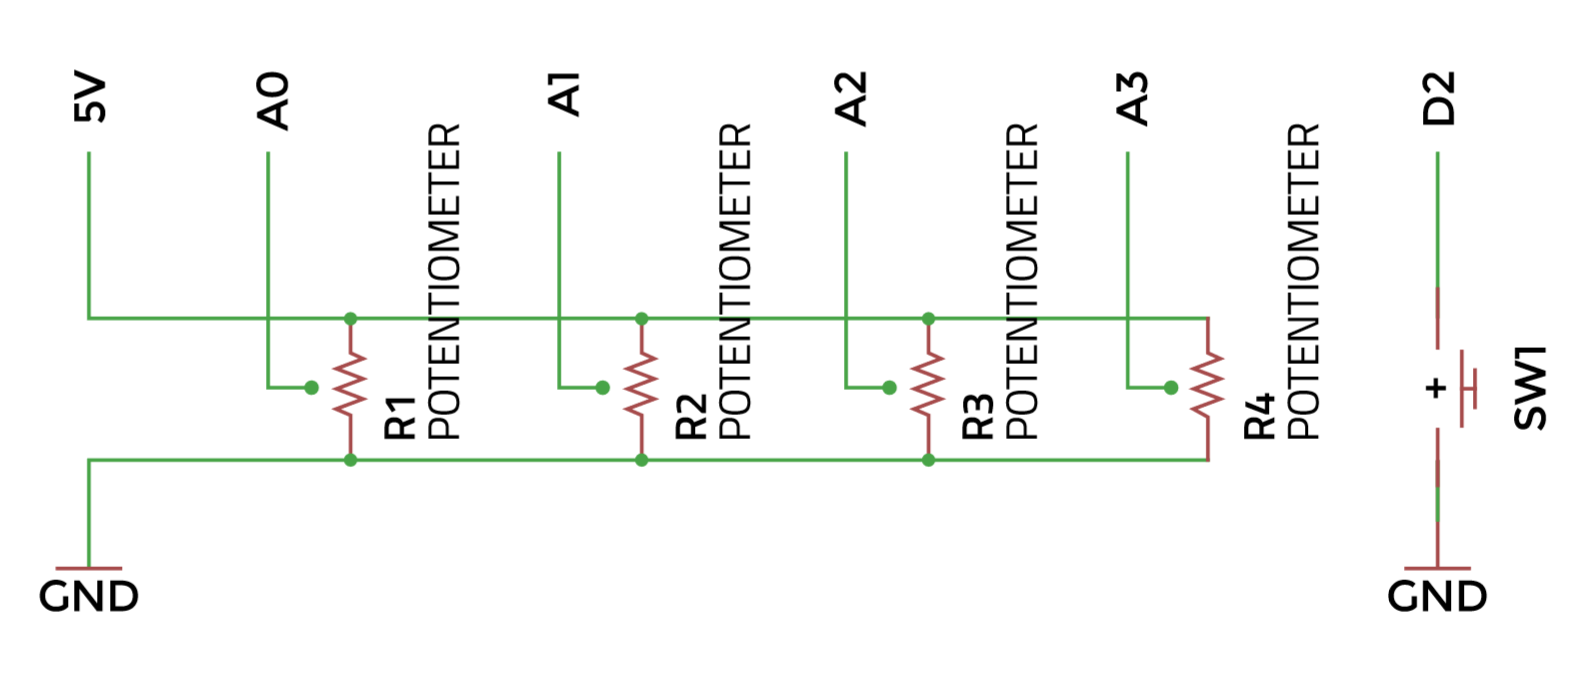 5V
A0
A1
A2
A3
D2
R1
POTENTIOMETER
R2
POTENTIOMETER
R3
POTENTIOMETER
R4
POTENTIOMETER
+
SW1
GND
GND